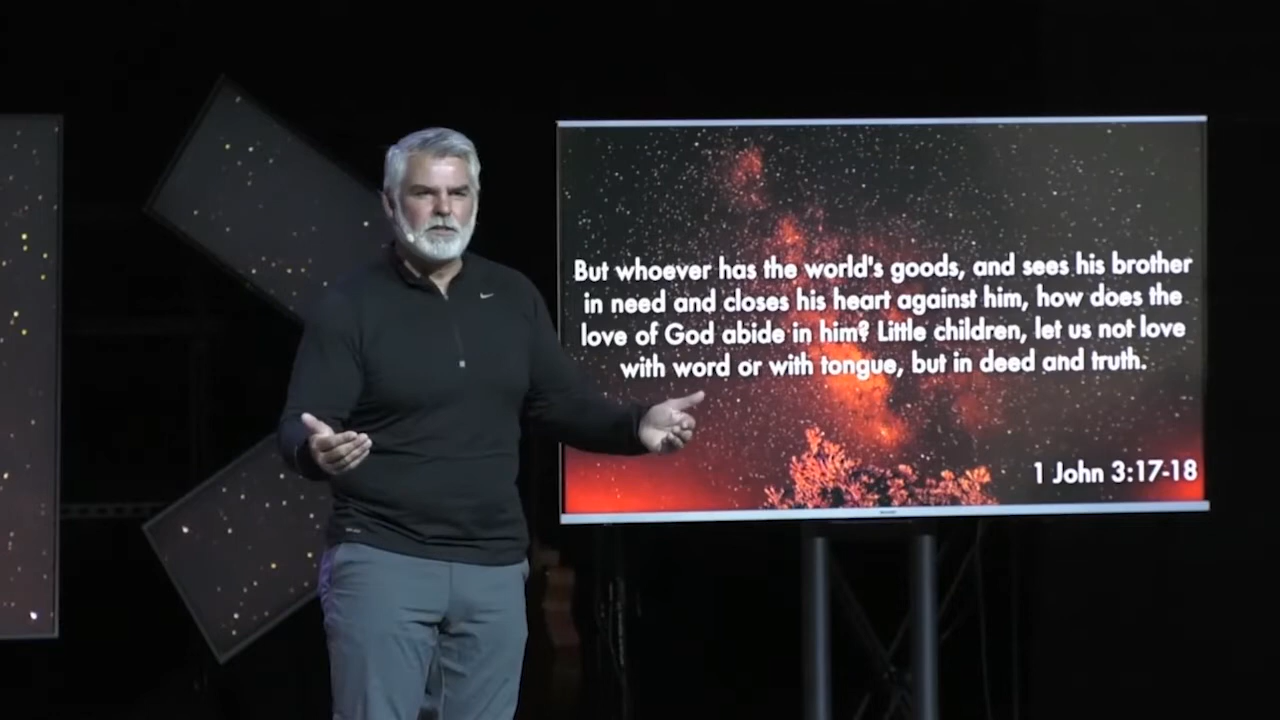 But whoever has the world's goods, and sees his brother
in need and closes his heart against him, how does the
love of God abide in him? Little children, let us not love
with word or with tongue, but in deed and truth.
1 John 3:17-18